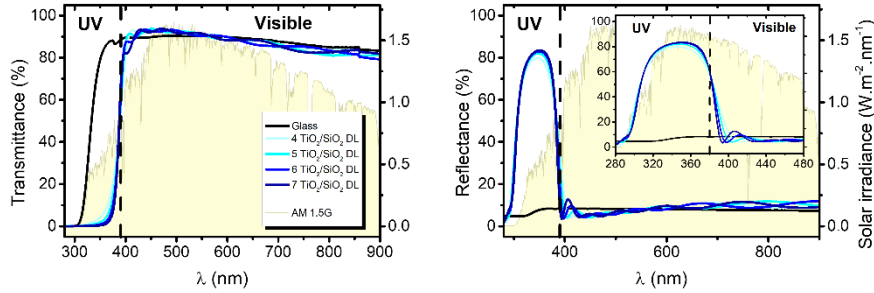 UV
Visible
100
80
60
40
20
0
Transmittance (%)
1.5
1.0
0.5
0.0
Glass
4 TiO₂/SiO₂ DL
5 TiO₂/SiO₂ DL
6 TiO₂/SiO₂ DL
7 TiO₂/SiO₂ DL
AM 1.5G
300 400 500 600 700 800 900
λ (nm)
UV
100
80
60
40
20
0
Reflectance (%)
UV
Visible
100
80
60
40
20
0
280 320 360 400 440 480
1.5
1.0
0.5
0.0
Solar irradiance (W.m⁻².nm⁻¹)
400 600 800
λ (nm)